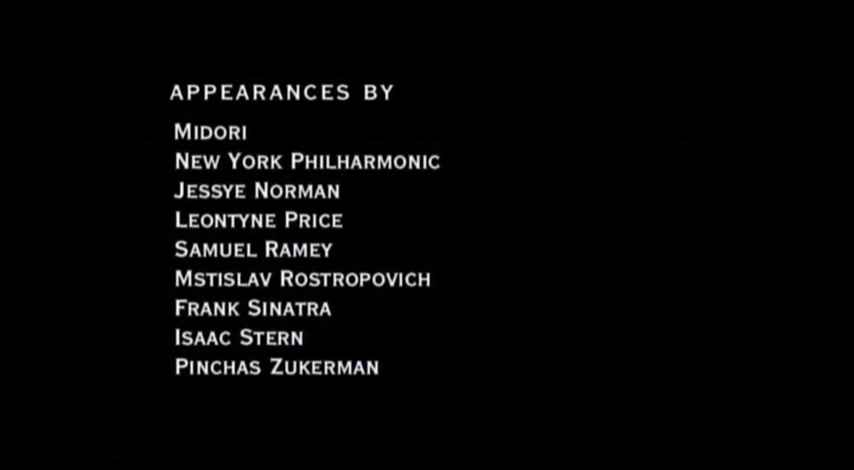 APPEARANCES BY
MIDORI
NEW YORK PHILHARMONIC
JESSYE NORMAN
LEONTYNE PRICE
SAMUEL RAMEY
MSTISLAV ROSTROPOVICH
FRANK SINATRA
ISAAC STERN
PINCHAS ZUKERMAN